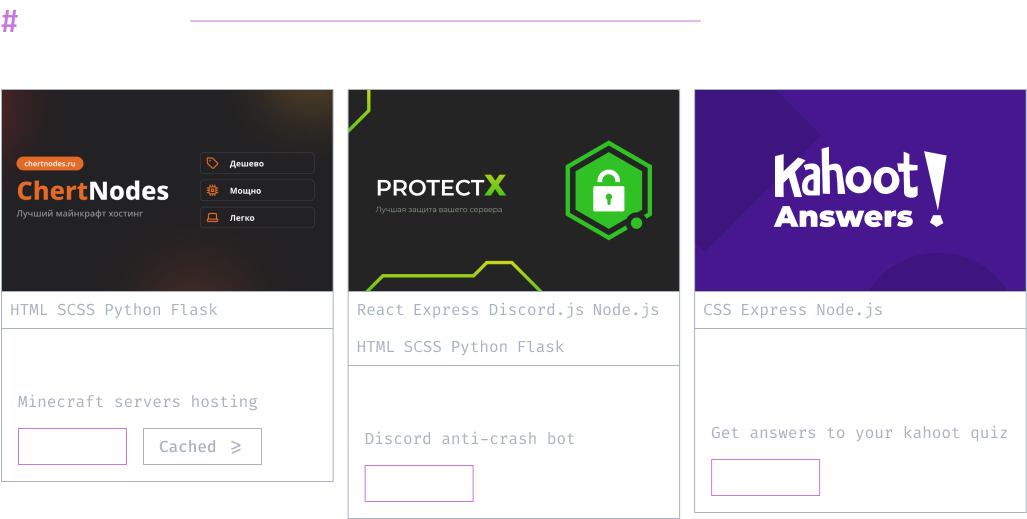 #
chertnodes.ru
ChertNodes
Лучший майнкрафт хостинг
Дешево
Мощно
Легко
HTML SCSS Python Flask
Minecraft servers hosting
Cached ⩾
PROTECTX
Лучшая защита вашего сервера
React Express Discord.js Node.js
HTML SCSS Python Flask
Discord anti-crash bot
Kahoot!
Answers
CSS Express Node.js
Get answers to your kahoot quiz